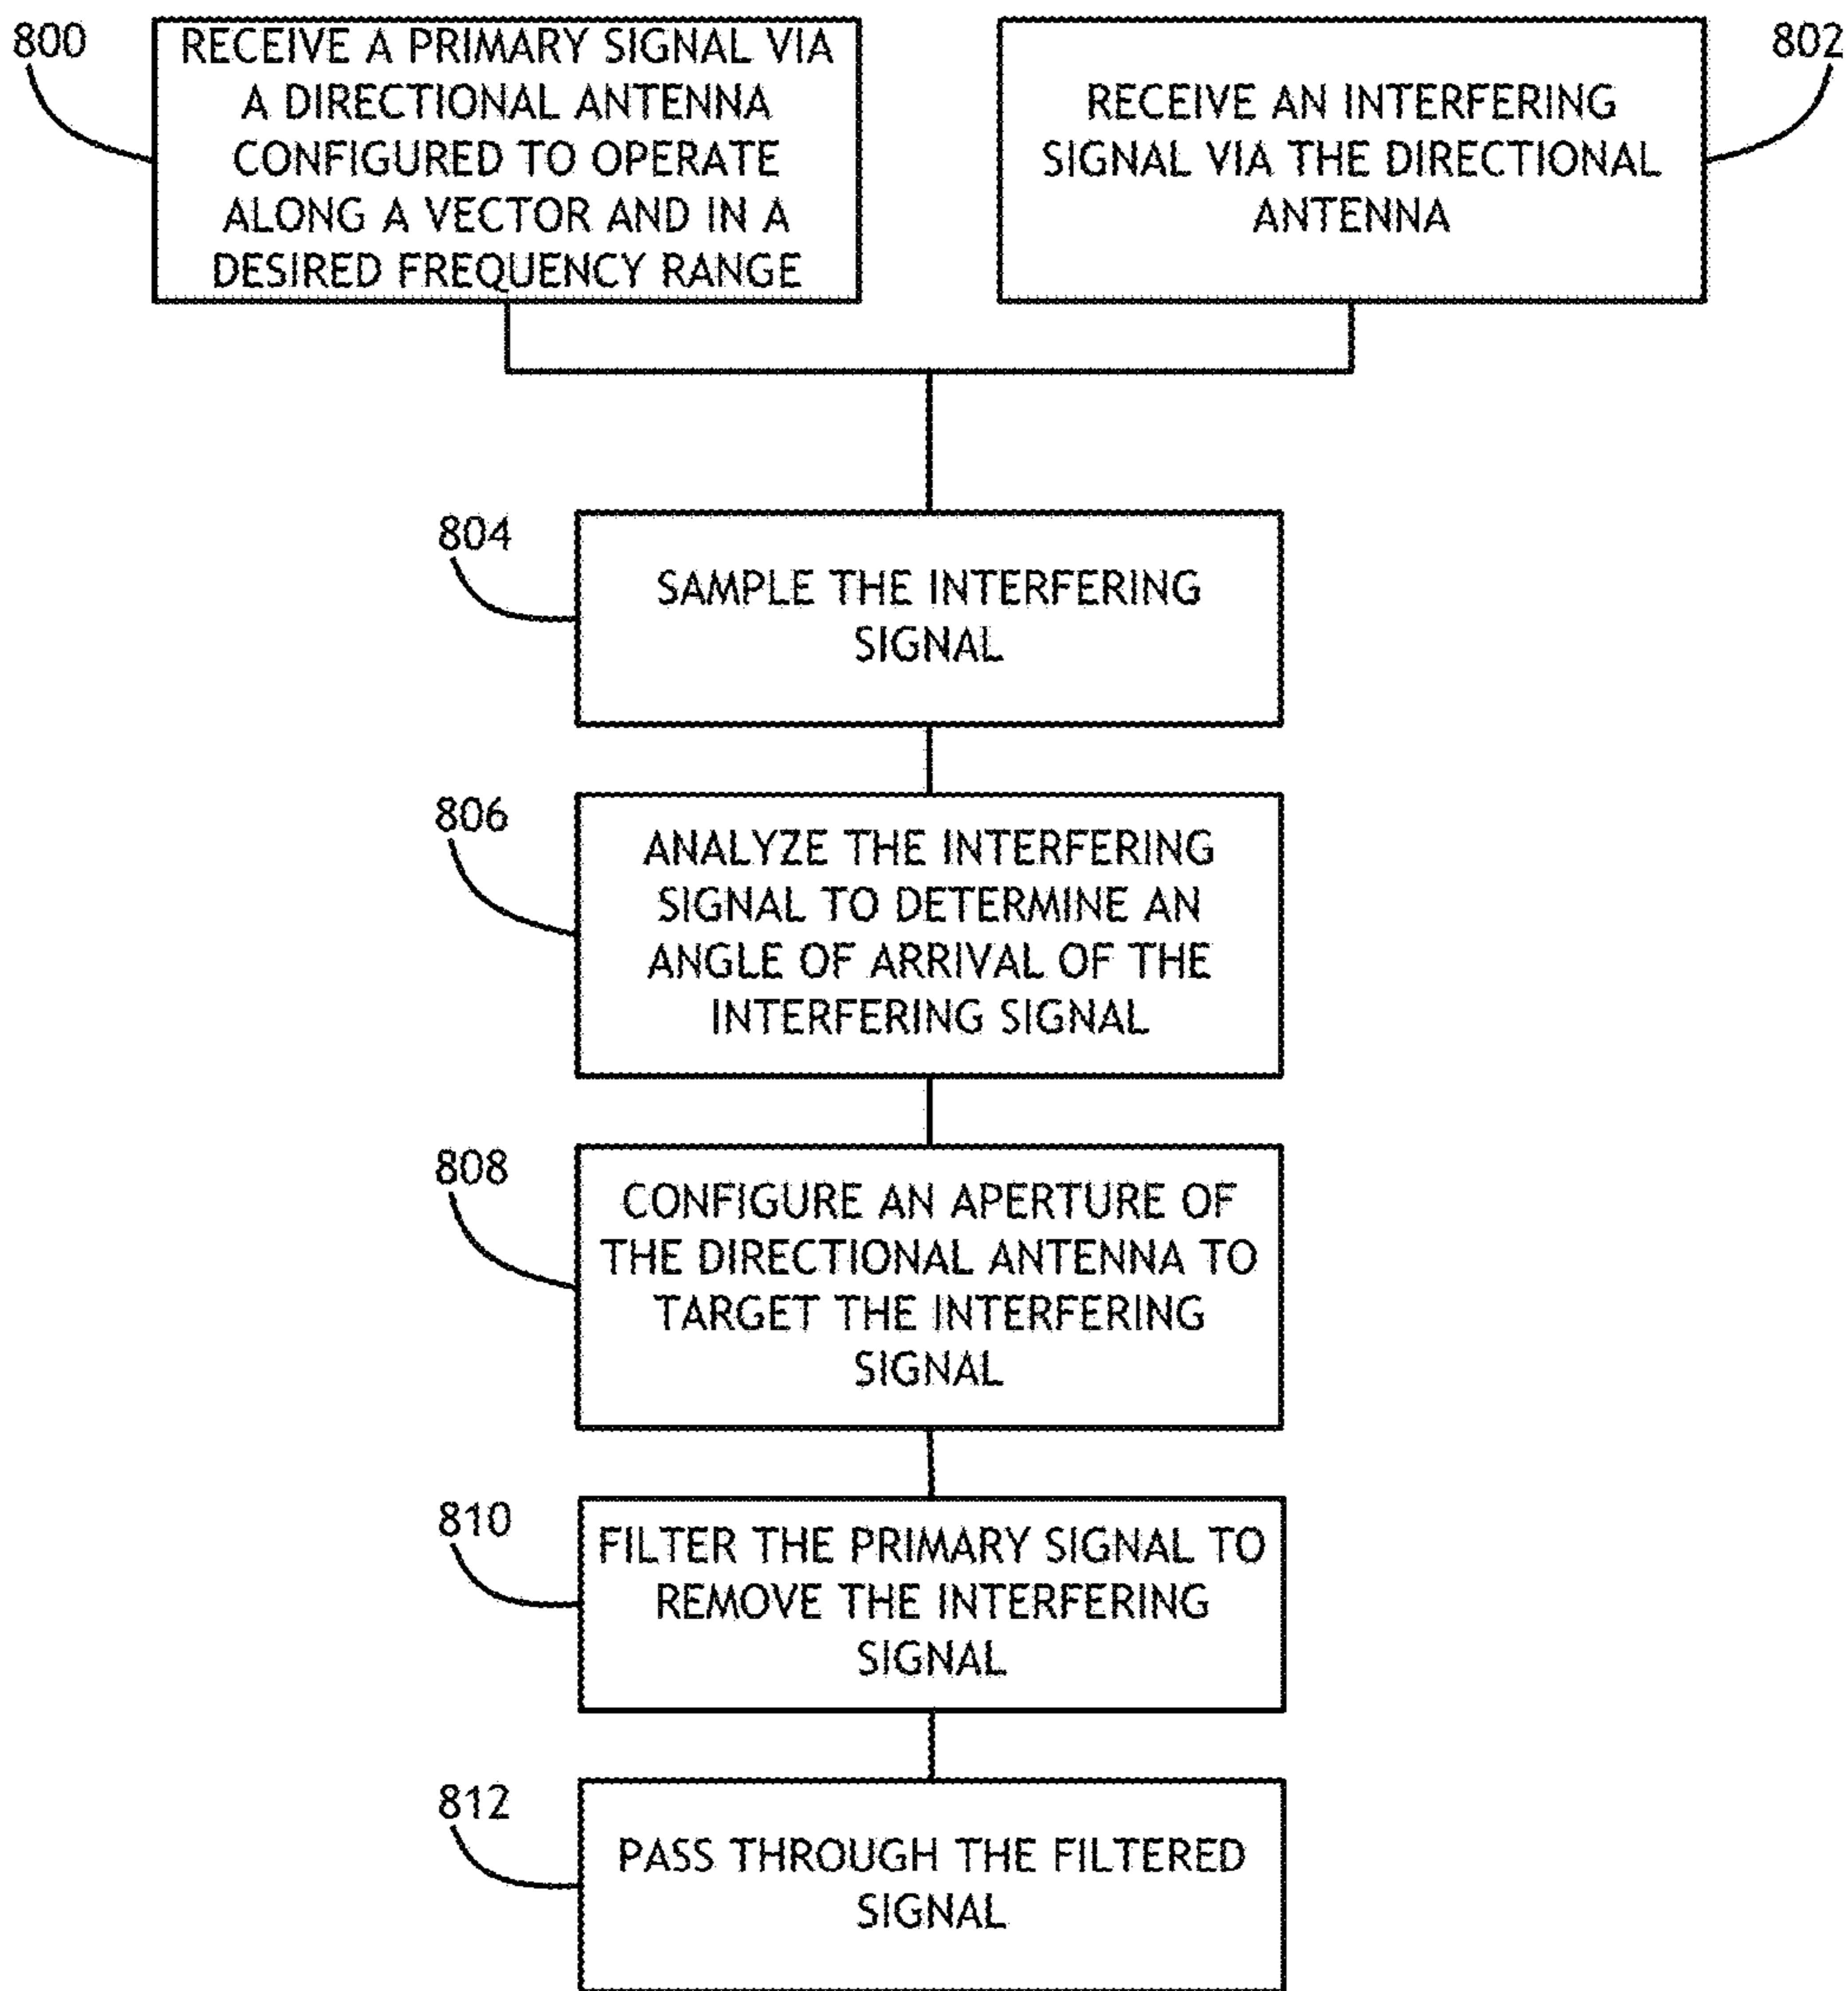 800
RECEIVE A PRIMARY SIGNAL VIA
A DIRECTIONAL ANTENNA
CONFIGURED TO OPERATE
ALONG A VECTOR AND IN A
DESIRED FREQUENCY RANGE
802
RECEIVE AN INTERFERING
SIGNAL VIA THE DIRECTIONAL
ANTENNA
804
SAMPLE THE INTERFERING
SIGNAL
806
ANALYZE THE INTERFERING
SIGNAL TO DETERMINE AN
ANGLE OF ARRIVAL OF THE
INTERFERING SIGNAL
808
CONFIGURE AN APERTURE OF
THE DIRECTIONAL ANTENNA TO
TARGET THE INTERFERING
SIGNAL
810
FILTER THE PRIMARY SIGNAL TO
REMOVE THE INTERFERING
SIGNAL
812
PASS THROUGH THE FILTERED
SIGNAL